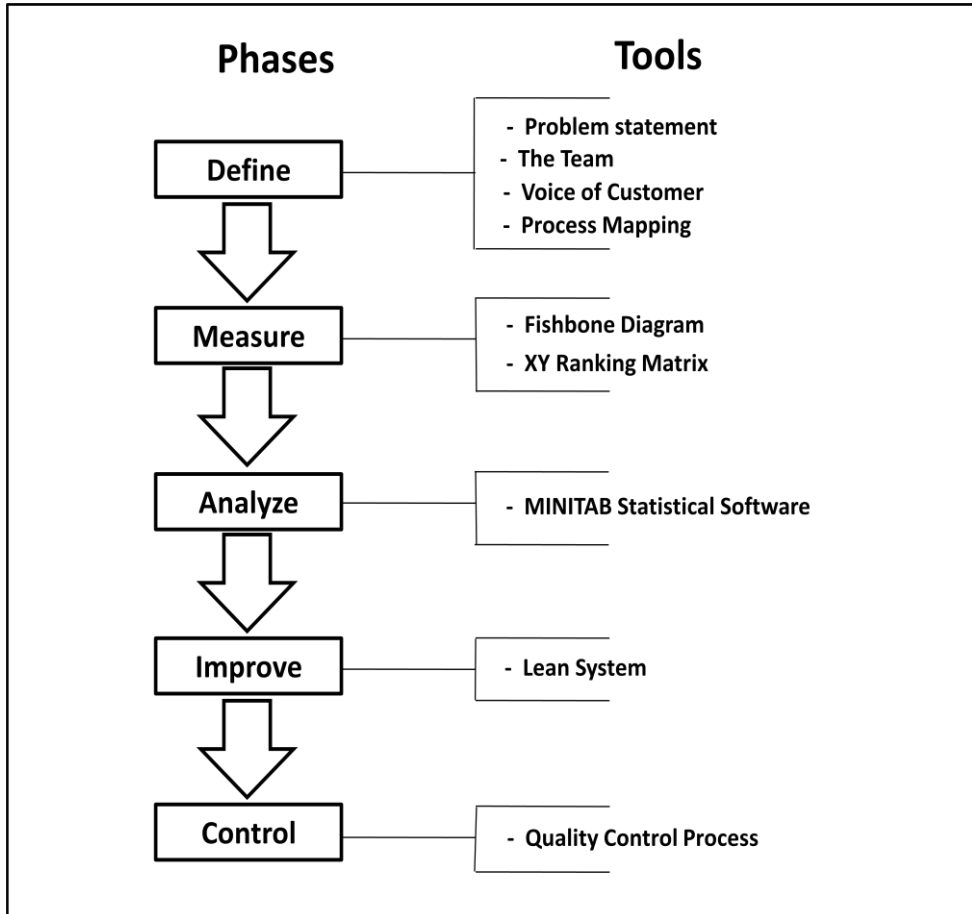 Phases
Tools
Define
- Problem statement
- The Team
- Voice of Customer
- Process Mapping
Measure
- Fishbone Diagram
- XY Ranking Matrix
Analyze
- MINITAB Statistical Software
Improve
- Lean System
Control
- Quality Control Process